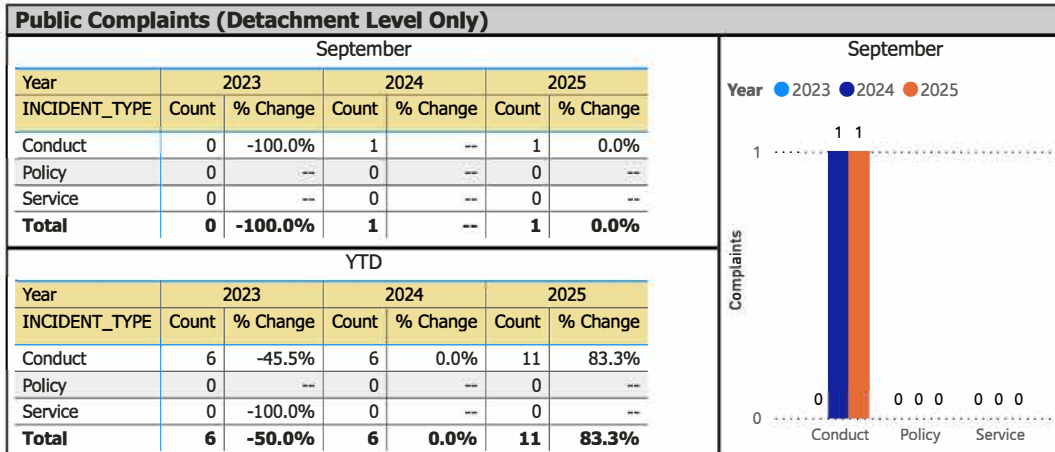 Public Complaints (Detachment Level Only)
September
Year 2023 2024 2025
INCIDENT_TYPE Count % Change Count % Change Count % Change
Conduct 0 -100.0% 1 -- 1 0.0%
Policy 0 -- 0 -- 0 --
Service 0 -- 0 -- 0 --
Total 0 -100.0% 1 -- 1 0.0%
YTD
Year 2023 2024 2025
INCIDENT_TYPE Count % Change Count % Change Count % Change
Conduct 6 -45.5% 6 0.0% 11 83.3%
Policy 0 -- 0 -- 0 --
Service 0 -100.0% 0 -- 0 --
Total 6 -50.0% 6 0.0% 11 83.3%
September
Year 2023 2024 2025
1 1
1
Complaints
0 0 0 0 0 0 0
0
Conduct Policy Service